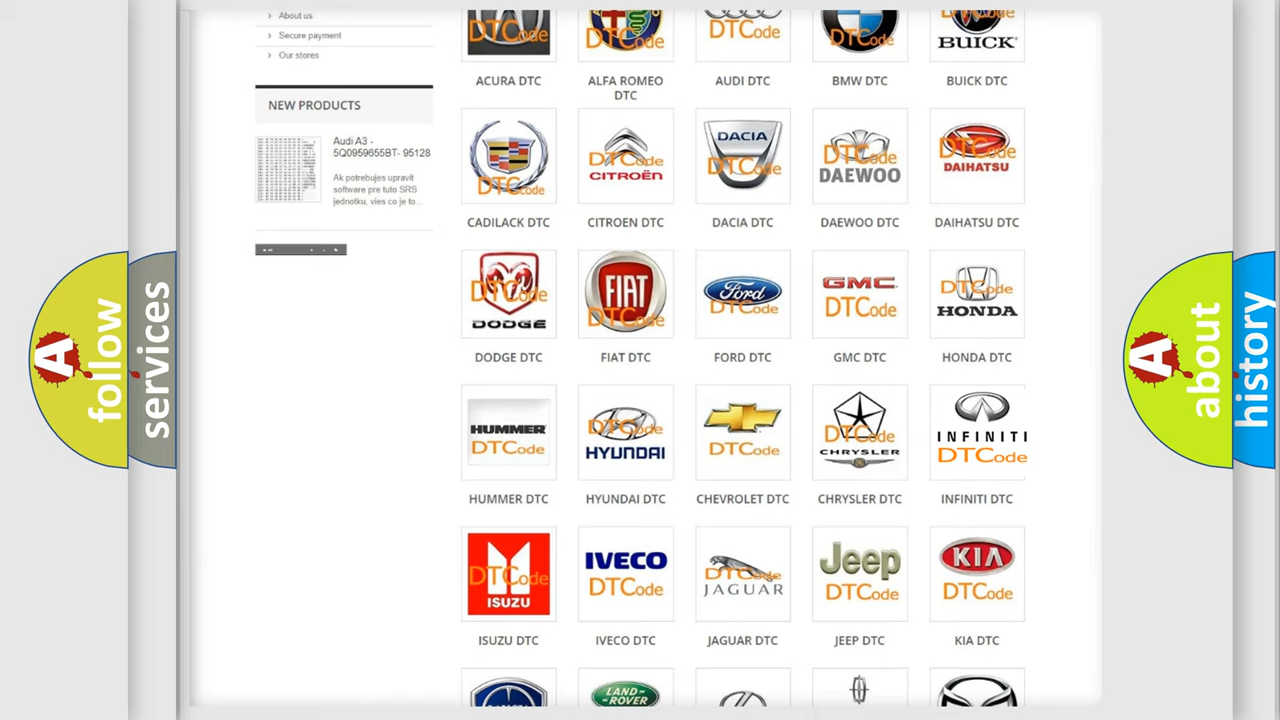 About us
Secure payment
Our stores
NEW PRODUCTS
Audi A3 -
5Q0959655BT- 95128
Ak potrebujes upravit
software pre tuto SRS
jednotku, vies co je to...
DTCode
DTCode
DTCode
DTCode
DTCode
BUICK
ACURA DTC
ALFA ROMEO
DTC
AUDI DTC
BMW DTC
BUICK DTC
DTCode
DTCode
CITROËN
DACIA
DTCode
DTCode
DAEWOO
DTCode
DAIHATSU
CADILACK DTC
CITROEN DTC
DACIA DTC
DAEWOO DTC
DAIHATSU DTC
DTCode
DODGE
FIAT
DTCode
Ford
DTCode
GMC
DTCode
DTCode
HONDA
DODGE DTC
FIAT DTC
FORD DTC
GMC DTC
HONDA DTC
HUMMER
DTCode
DTCode
HYUNDAI
DTCode
DTCode
CHRYSLER
INFINITI
DTCode
HUMMER DTC
HYUNDAI DTC
CHEVROLET DTC
CHRYSLER DTC
INFINITI DTC
DTCode
ISUZU
IVECO
DTCode
DTCode
JAGUAR
Jeep
DTCode
KIA
DTCode
ISUZU DTC
IVECO DTC
JAGUAR DTC
JEEP DTC
KIA DTC
LAND-
ROVER
A follow
services
A about
history